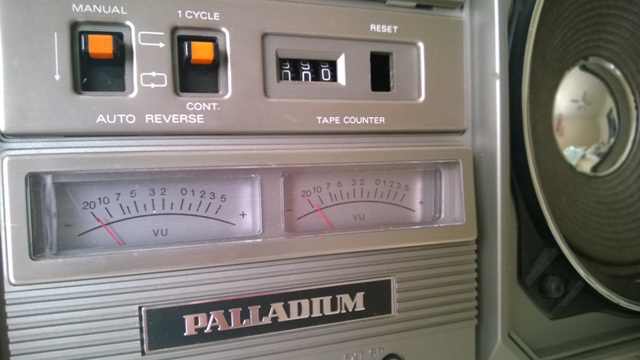 MANUAL
1 CYCLE
RESET
CONT.
AUTO REVERSE
TAPE COUNTER
20 10 7 5 3 2 0 1 2 3 5
- +
VU
20 10 7 5 3 2 0 1 2 3 5
- +
VU
PALLADIUM